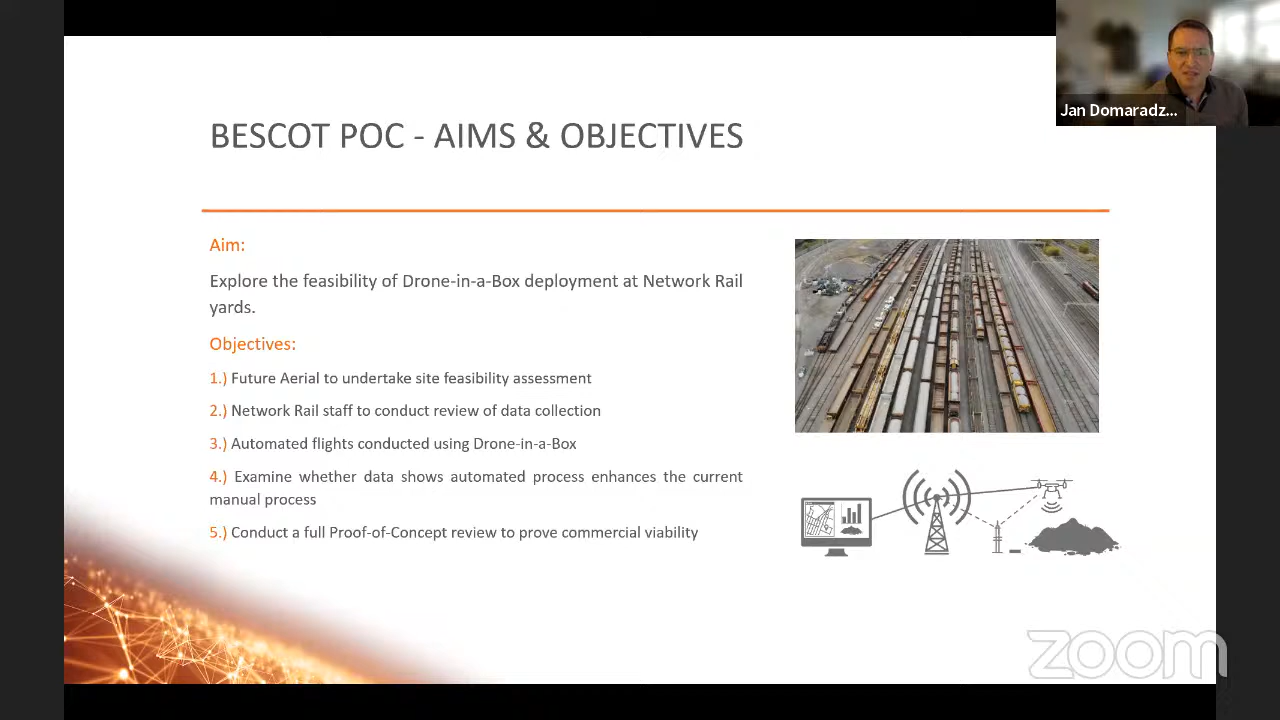 Jan Domaradz...
BESCOT POC - AIMS & OBJECTIVES
Aim:
Explore the feasibility of Drone-in-a-Box deployment at Network Rail
yards.
Objectives:
1.) Future Aerial to undertake site feasibility assessment
2.) Network Rail staff to conduct review of data collection
3.) Automated flights conducted using Drone-in-a-Box
4.) Examine whether data shows automated process enhances the current
manual process
5.) Conduct a full Proof-of-Concept review to prove commercial viability
zoom